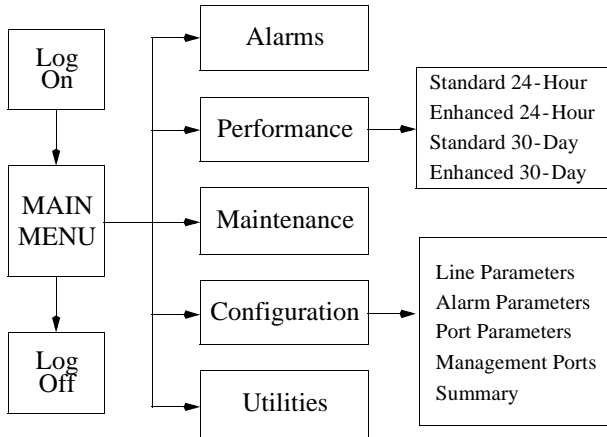 Log
On
MAIN
MENU
Log
Off
Alarms
Performance
Maintenance
Configuration
Utilities
Standard 24-Hour
Enhanced 24-Hour
Standard 30-Day
Enhanced 30-Day
Line Parameters
Alarm Parameters
Port Parameters
Management Ports
Summary